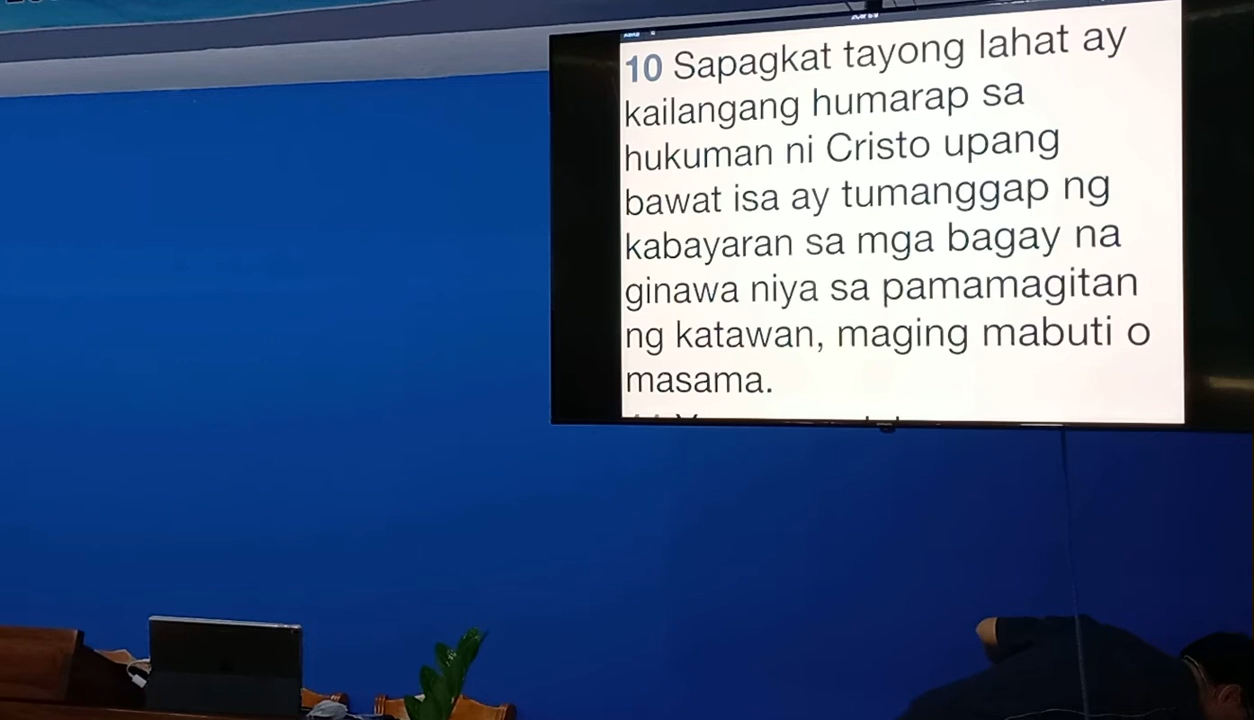 10 Sapagkat tayong lahat ay
kailangang humarap sa
hukuman ni Cristo upang
bawat isa ay tumanggap ng
kabayaran sa mga bagay na
ginawa niya sa pamamagitan
ng katawan, maging mabuti o
masama.